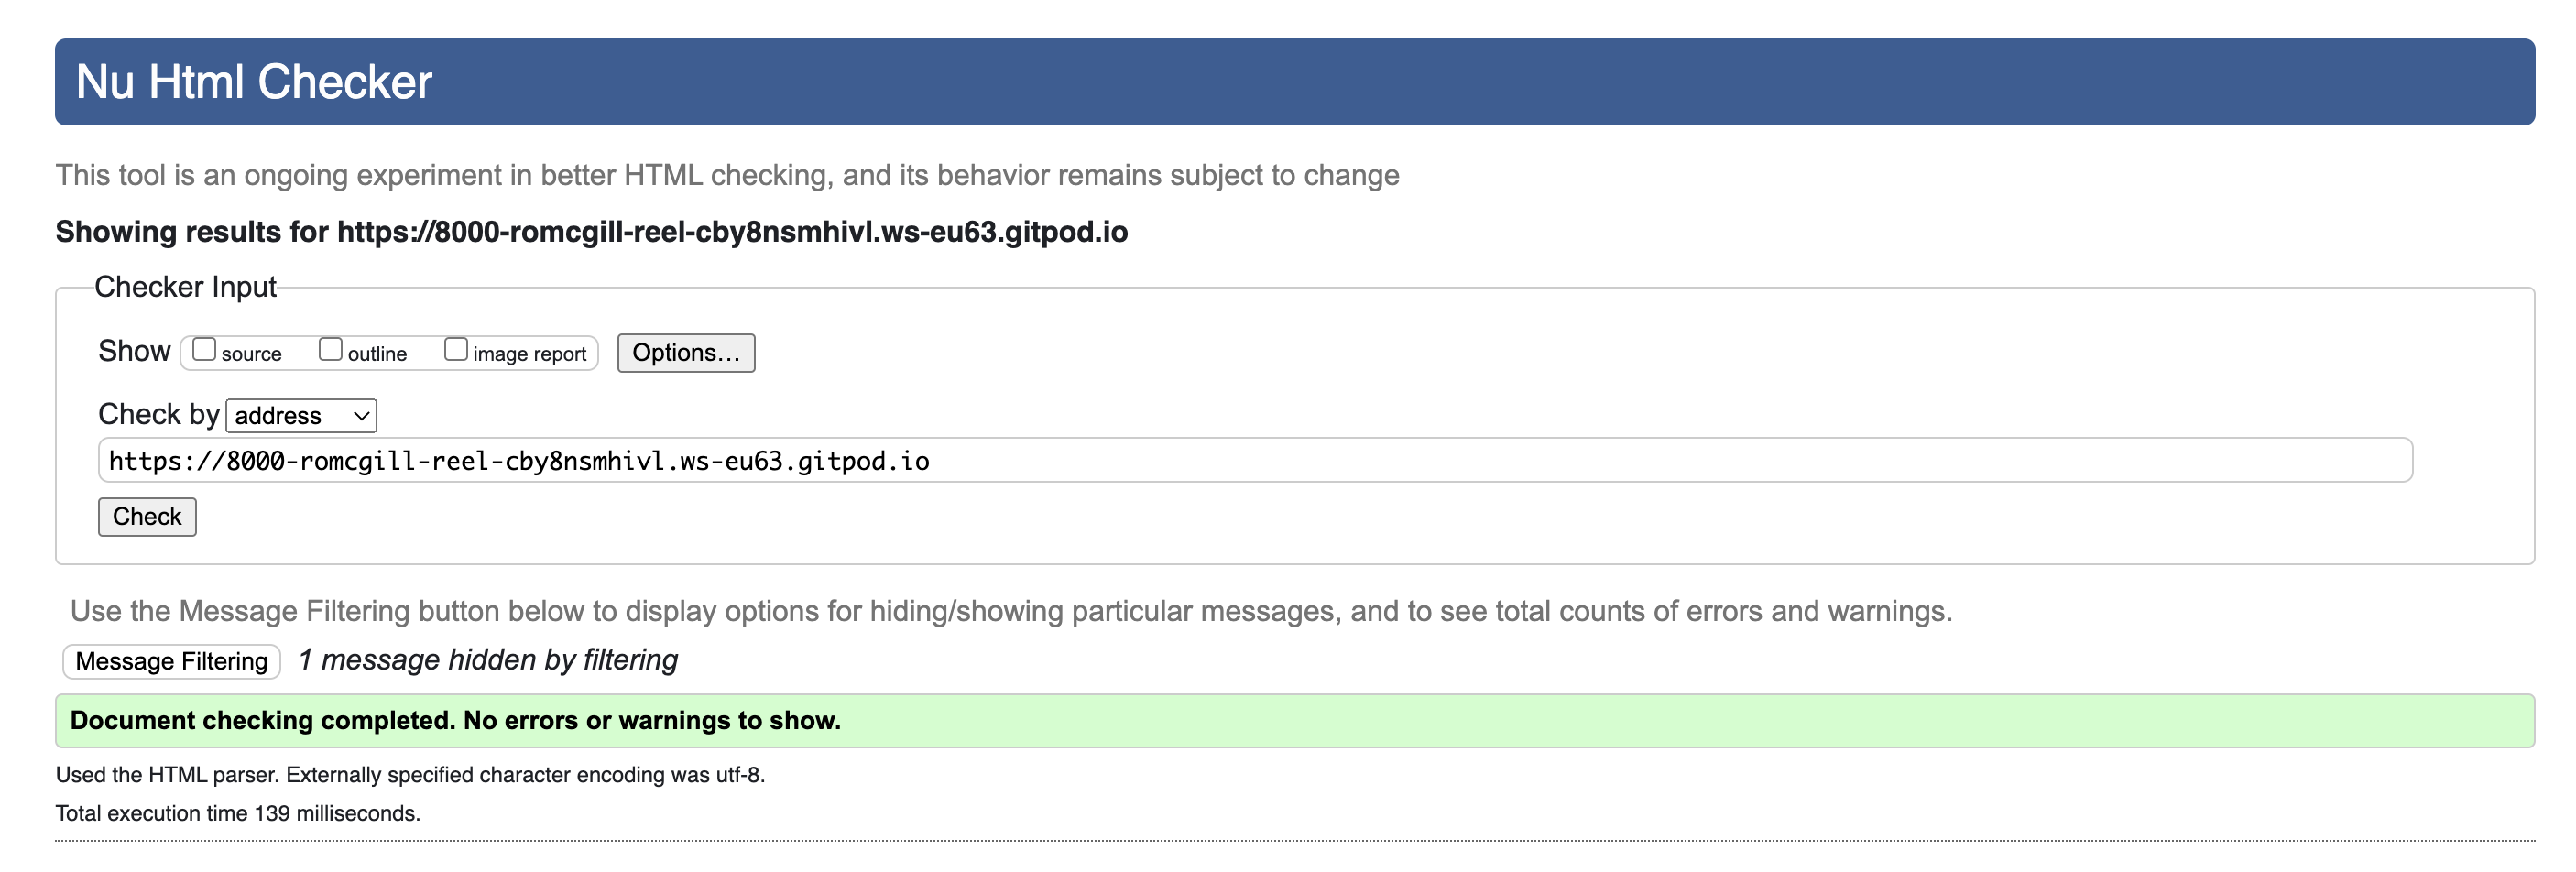 Nu Html Checker
This tool is an ongoing experiment in better HTML checking, and its behavior remains subject to change
Showing results for https://8000-romcgill-reel-cby8nsmhivl.ws-eu63.gitpod.io
Checker Input
Show source outline image report Options...
Check by address
https://8000-romcgill-reel-cby8nsmhivl.ws-eu63.gitpod.io
Check
Use the Message Filtering button below to display options for hiding/showing particular messages, and to see total counts of errors and warnings.
Message Filtering 1 message hidden by filtering
Document checking completed. No errors or warnings to show.
Used the HTML parser. Externally specified character encoding was utf-8.
Total execution time 139 milliseconds.